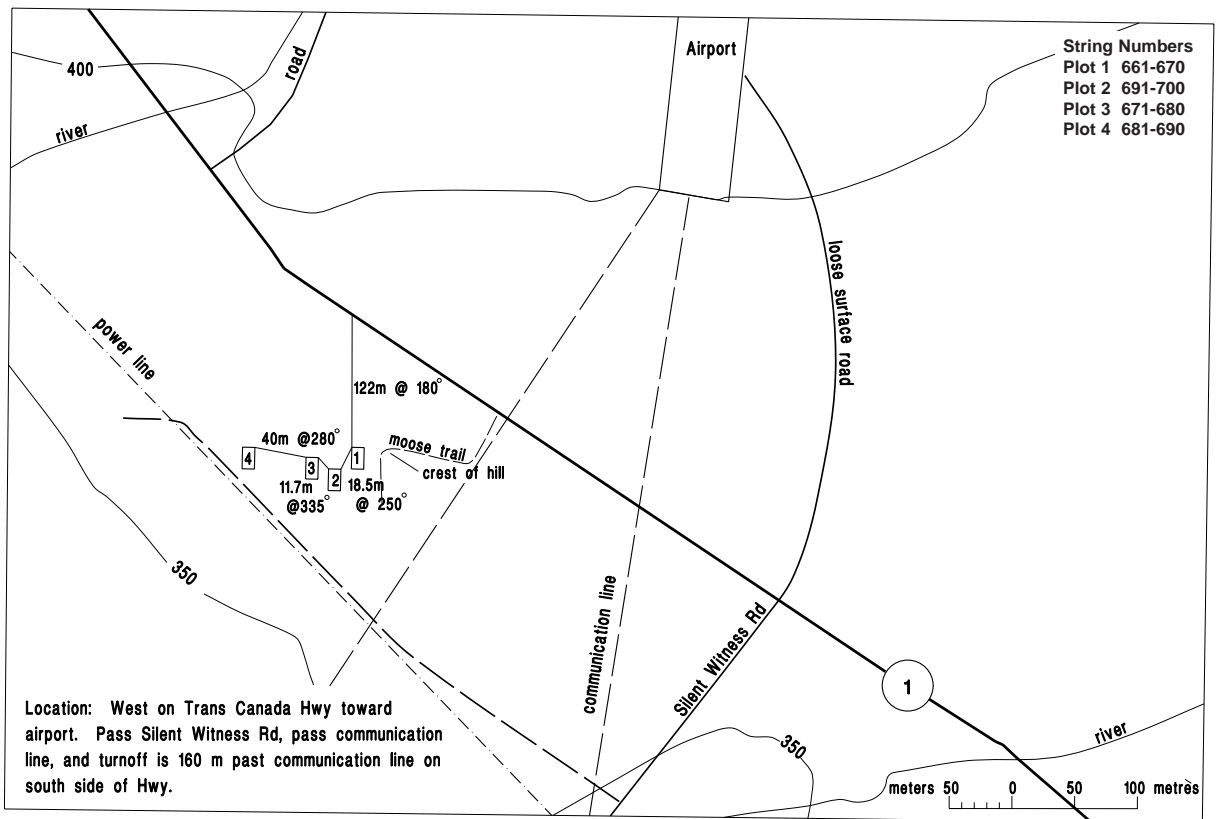 Airport
String Numbers
Plot 1 661-670
Plot 2 691-700
Plot 3 671-680
Plot 4 681-690
400
road
river
loose surface road
power line
122m @ 180°
40m @280°
moose trail
crest of hill
4
3
2
1
11.7m
@335°
18.5m
@ 250°
350
communication line
Silent Witness Rd
1
river
350
Location: West on Trans Canada Hwy toward
airport. Pass Silent Witness Rd, pass communication
line, and turnoff is 160 m past communication line on
south side of Hwy.
meters 50 0 50 100 metrès